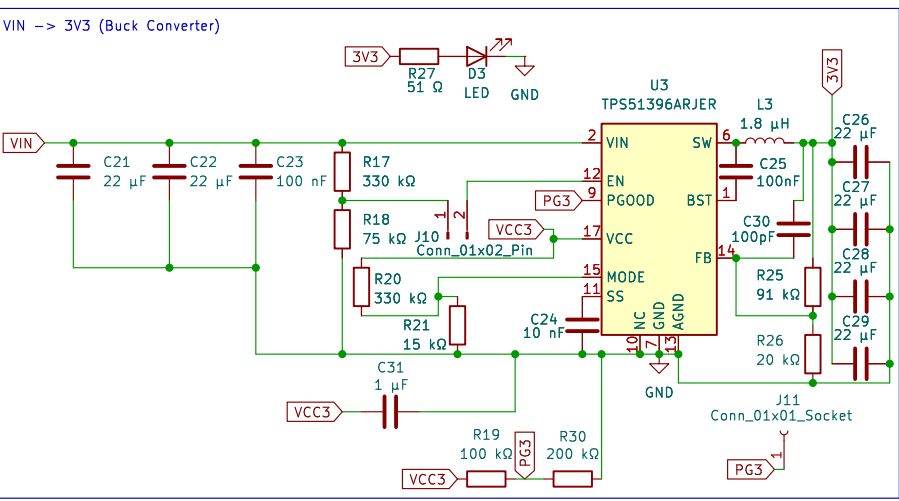 VIN -> 3V3 (Buck Converter)
3V3
R27
51 Ω
D3
LED
GND
U3
TPS51396ARJER
3V3
L3
1.8 µH
VIN
C21
22 µF
C22
22 µF
C23
100 nF
R17
330 kΩ
R18
75 kΩ
1
2
J10
Conn_01x02_Pin
PG3
VCC3
2
VIN
12
EN
9
PGOOD
17
VCC
15
MODE
11
SS
SW
6
BST
1
FB
14
NC
GND
AGND
10
7
13
C25
100nF
C30
100pF
C26
22 µF
C27
22 µF
C28
22 µF
C29
22 µF
R20
330 kΩ
R21
15 kΩ
C24
10 nF
R25
91 kΩ
R26
20 kΩ
GND
C31
1 µF
VCC3
J11
Conn_01x01_Socket
1
PG3
R19
100 kΩ
PG3
R30
200 kΩ
VCC3